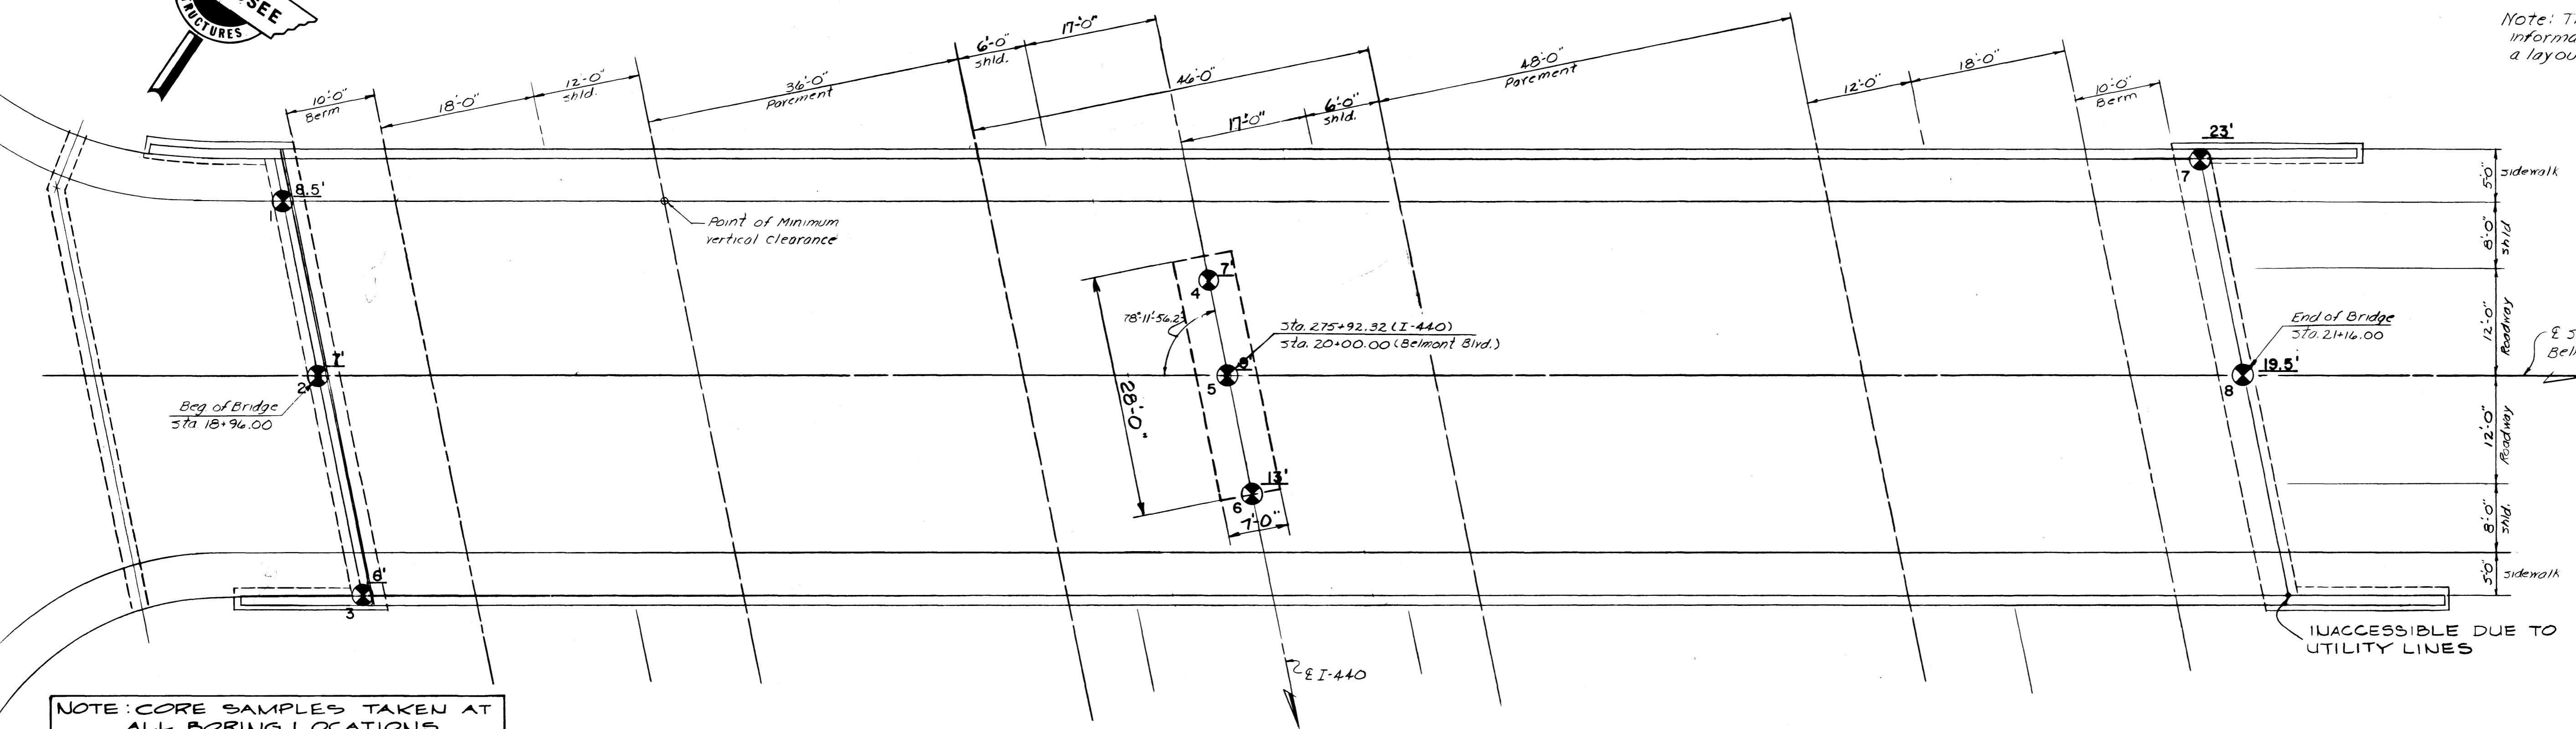 SEE
STRUCTURES
Note: T
informa
a layou
10'-0"
Berm
18'-0"
12'-0"
shld.
36'-0"
Pavement
6'-0"
shld.
17'-0"
46'-0"
17'-0"
6'-0"
shld.
48'-0"
Pavement
12'-0"
18'-0"
10'-0"
Berm
23'
7
8.5'
Point of Minimum
vertical clearance
5'-0"
sidewalk
8'-0"
shld
12'-0"
Roadway
4
7'
78°-11'-56.23"
28'-0"
Sta. 275+92.32 (I-440)
Sta. 20+00.00 (Belmont Blvd.)
5
End of Bridge
Sta. 21+16.00
8
19.5'
℄ S
Bel
2
7'
Beg of Bridge
Sta. 18+96.00
13'
6
7'-0"
12'-0"
Roadway
8'-0"
shld.
5'-0"
sidewalk
6'
3
INACCESSIBLE DUE TO
UTILITY LINES
℄ I-440
NOTE: CORE SAMPLES TAKEN AT
ALL BORING LOCATIONS